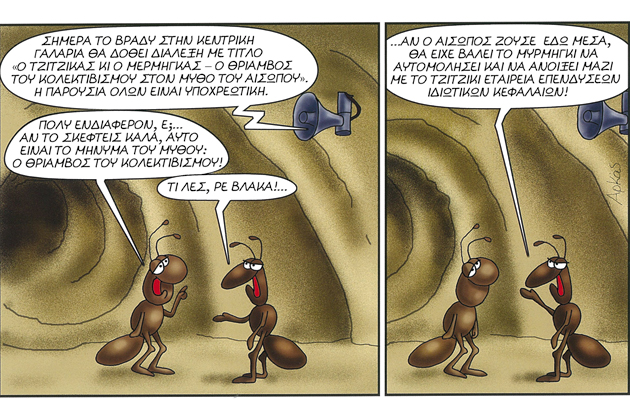 ΣΗΜΕΡΑ ΤΟ ΒΡΑΔΥ ΣΤΗΝ ΚΕΝΤΡΙΚΗ
ΓΑΛΑΡΙΑ ΘΑ ΔΟΘΕΙ ΔΙΑΛΕΞΗ ΜΕ ΤΙΤΛΟ
«Ο ΤΖΙΤΖΙΚΑΣ ΚΙ Ο ΜΕΡΜΗΓΚΑΣ – Ο ΘΡΙΑΜΒΟΣ
ΤΟΥ ΚΟΛΕΚΤΙΒΙΣΜΟΥ ΣΤΟΝ ΜΥΘΟ ΤΟΥ ΑΙΣΩΠΟΥ».
Η ΠΑΡΟΥΣΙΑ ΟΛΩΝ ΕΙΝΑΙ ΥΠΟΧΡΕΩΤΙΚΗ.
ΠΟΛΥ ΕΝΔΙΑΦΕΡΟΝ, Ε;...
ΑΝ ΤΟ ΣΚΕΦΤΕΙΣ ΚΑΛΑ, ΑΥΤΟ
ΕΙΝΑΙ ΤΟ ΜΗΝΥΜΑ ΤΟΥ ΜΥΘΟΥ:
Ο ΘΡΙΑΜΒΟΣ ΤΟΥ ΚΟΛΕΚΤΙΒΙΣΜΟΥ!
ΤΙ ΛΕΣ, ΡΕ ΒΛΑΚΑ!...
...ΑΝ Ο ΑΙΣΩΠΟΣ ΖΟΥΣΕ ΕΔΩ ΜΕΣΑ,
ΘΑ ΕΙΧΕ ΒΑΛΕΙ ΤΟ ΜΥΡΜΗΓΚΙ ΝΑ
ΑΥΤΟΜΟΛΗΣΕΙ ΚΑΙ ΝΑ ΑΝΟΙΞΕΙ ΜΑΖΙ
ΜΕ ΤΟ ΤΖΙΤΖΙΚΙ ΕΤΑΙΡΕΙΑ ΕΠΕΝΔΥΣΕΩΝ
ΙΔΙΩΤΙΚΩΝ ΚΕΦΑΛΑΙΩΝ!
Αρκάς